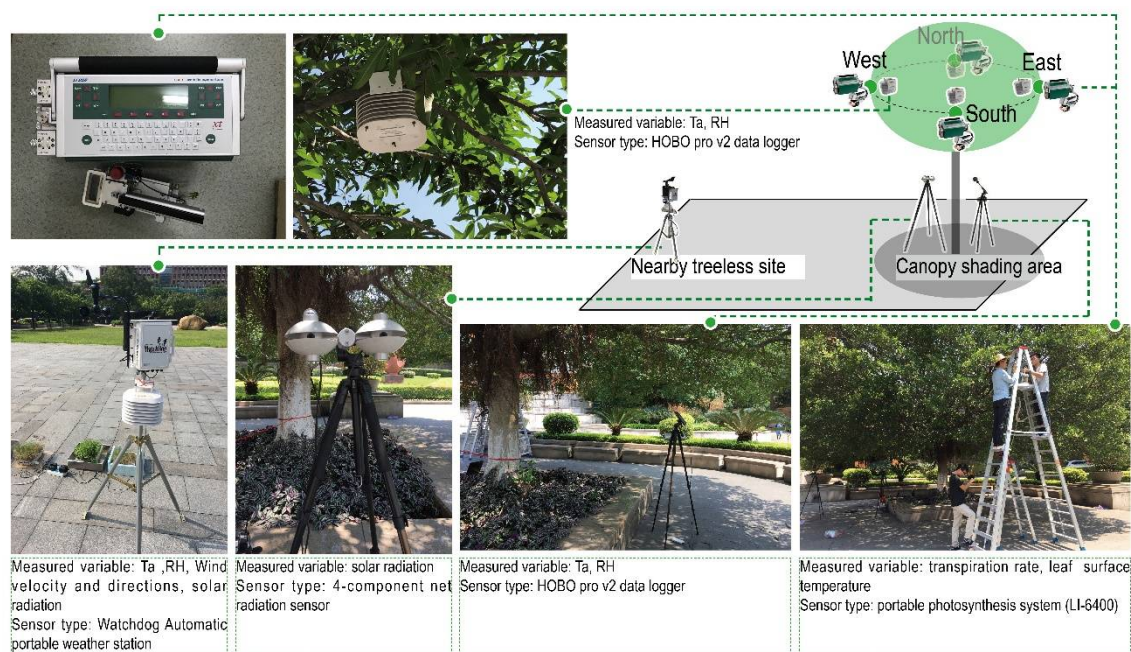 North
West
East
South
Measured variable: Ta, RH
Sensor type: HOBO pro v2 data logger
Nearby treeless site
Canopy shading area
Measured variable: Ta ,RH, Wind
velocity and directions, solar
radiation
Sensor type: Watchdog Automatic
portable weather station
Measured variable: solar radiation
Sensor type: 4-component net
radiation sensor
Measured variable: Ta, RH
Sensor type: HOBO pro v2 data logger
Measured variable: transpiration rate, leaf surface
temperature
Sensor type: portable photosynthesis system (LI-6400)